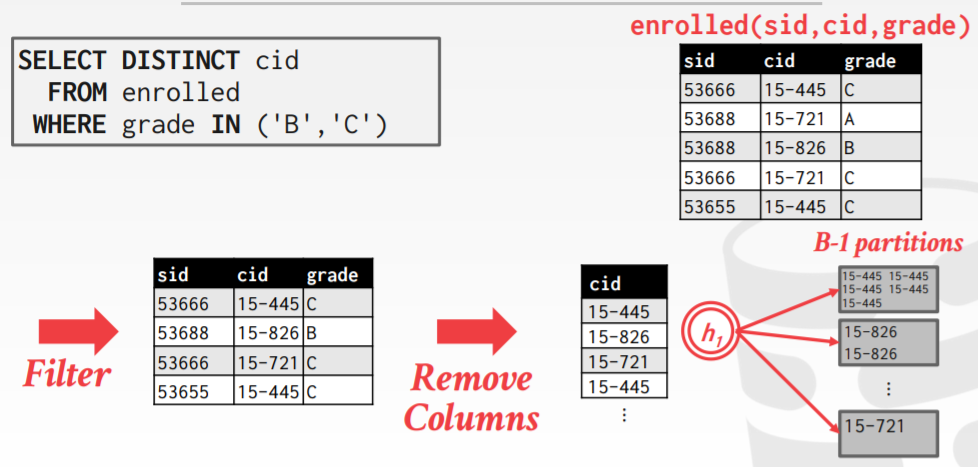 enrolled(sid,cid,grade)
SELECT DISTINCT cid
FROM enrolled
WHERE grade IN ('B','C')
sid cid grade
53666 15-445 C
53688 15-721 A
53688 15-826 B
53666 15-721 C
53655 15-445 C
B-1 partitions
Filter
sid cid grade
53666 15-445 C
53688 15-826 B
53666 15-721 C
53655 15-445 C
Remove
Columns
cid
15-445
15-826
15-721
15-445
⋮
h1
15-445 15-445
15-445 15-445
15-445
15-826
15-826
⋮
15-721